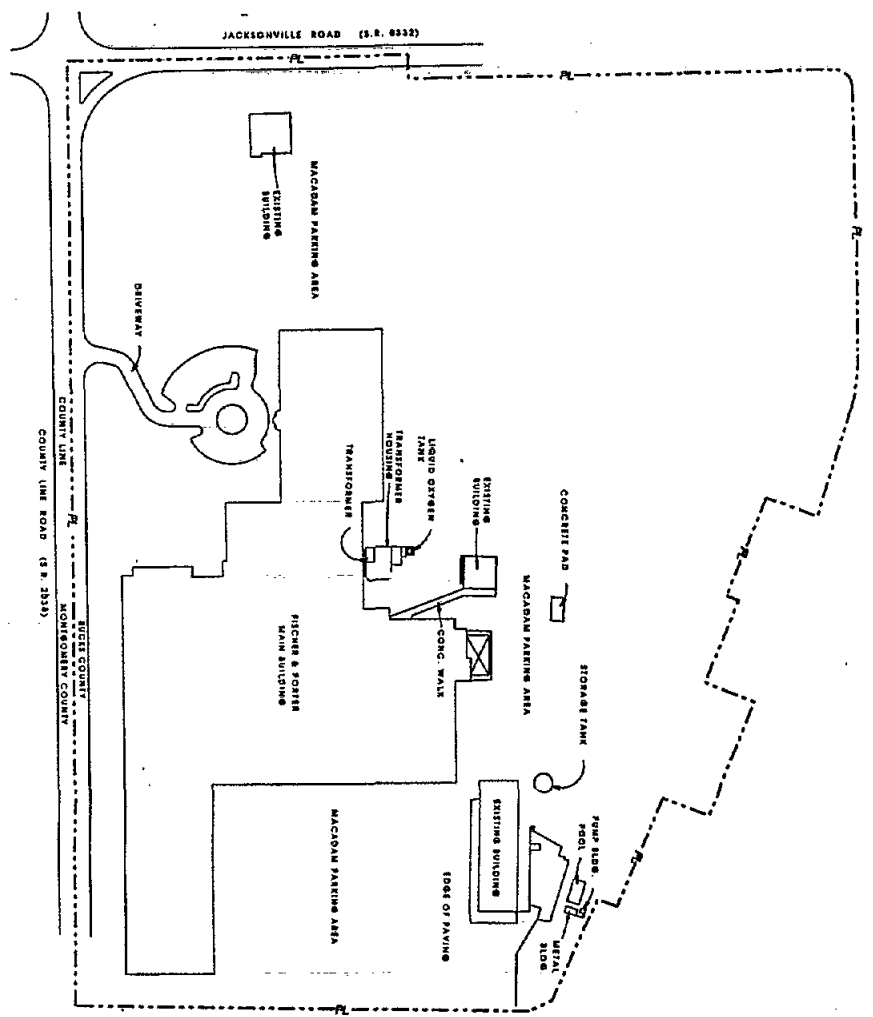 JACKSONVILLE ROAD (S.R. 0332)
PL
PL
PL
EXISTING
BUILDING
MACADAM PARKING AREA
DRIVEWAY
COUNTY LINE
COUNTY LINE ROAD (S.R. 2038)
PL
BUCKS COUNTY
MONTGOMERY COUNTY
TRANSFORMER
TRANSFORMER
HOUSING
LIQUID OXYGEN
TANK
EXISTING
BUILDING
CONCRETE PAD
MACADAM PARKING AREA
CONC. WALK
FISCHER & PORTER
MAIN BUILDING
STORAGE TANK
PL
EXISTING BUILDING
PUMP BLDG.
POOL
PL
METAL
BLDG.
EDGE OF PAVING
MACADAM PARKING AREA
PL